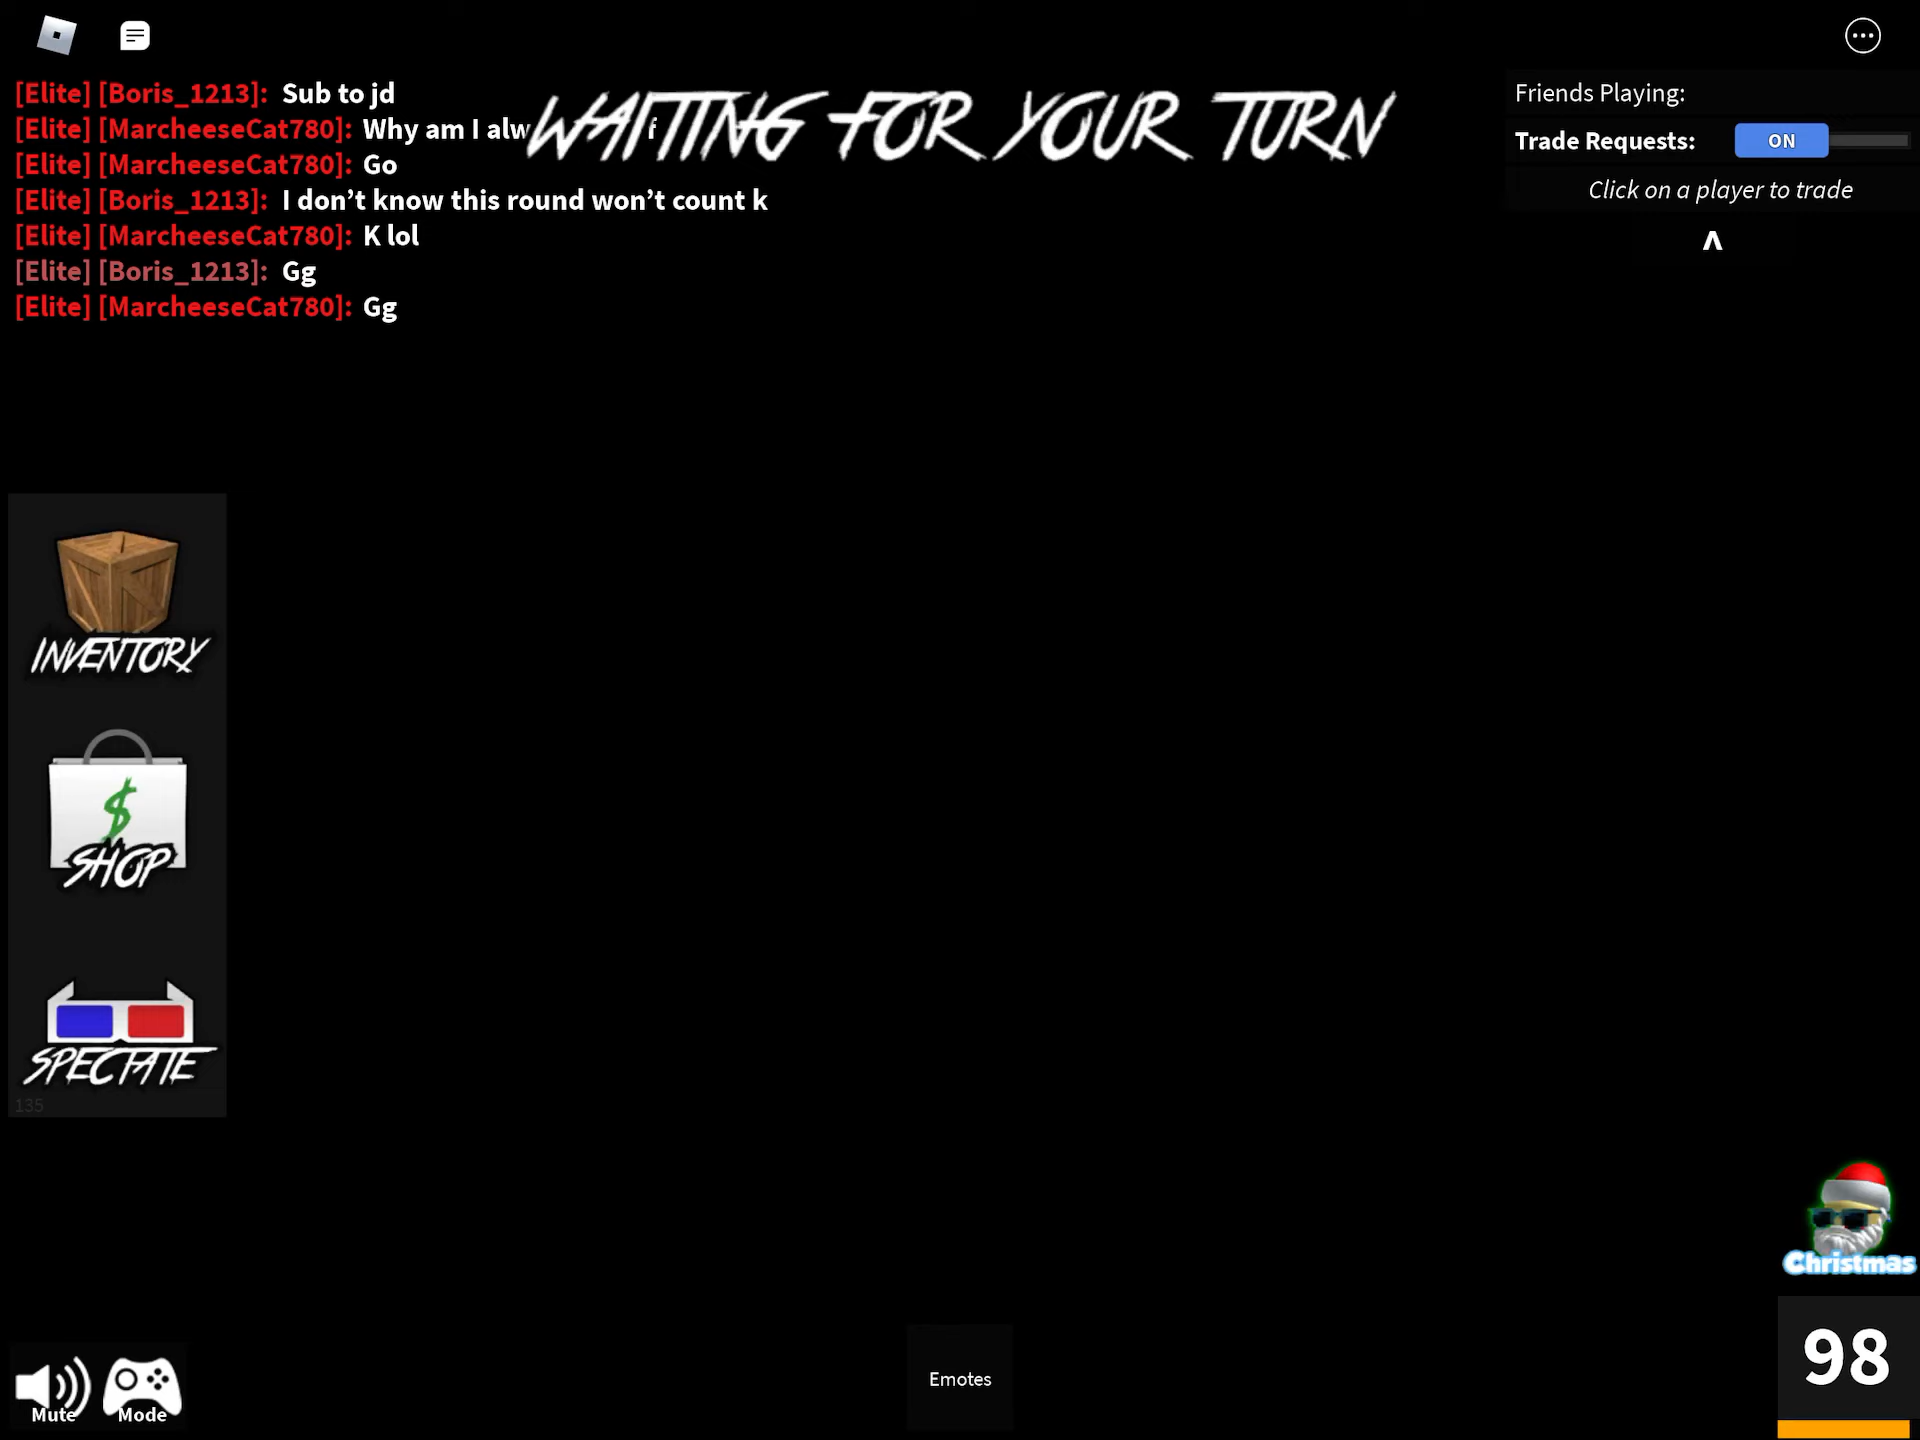 [Elite] [Boris_1213]: Sub to jd
WAITING FOR YOUR TURN
[Elite] [MarcheeseCat780]: Why am I alw
[Elite] [MarcheeseCat780]: Go
[Elite] [Boris_1213]: I don’t know this round won’t count k
[Elite] [MarcheeseCat780]: K lol
[Elite] [Boris_1213]: Gg
[Elite] [MarcheeseCat780]: Gg
Friends Playing:
Trade Requests: ON
Click on a player to trade
INVENTORY
$
SHOP
SPECTATE
135
Christmas
98
Emotes
Mute
Mode